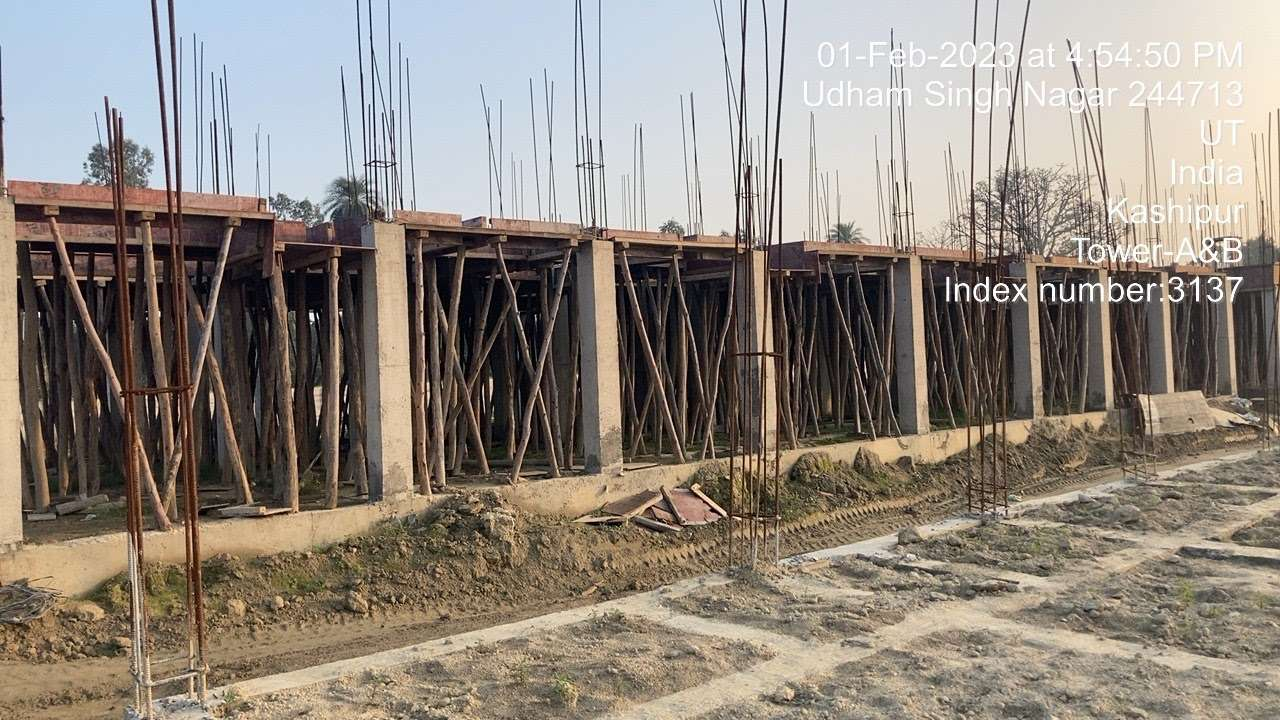 01-Feb-2023 at 4:54:50 PM
Udham Singh Nagar 244713
UT
India
Kashipur
Tower-A&B
Index number:3137